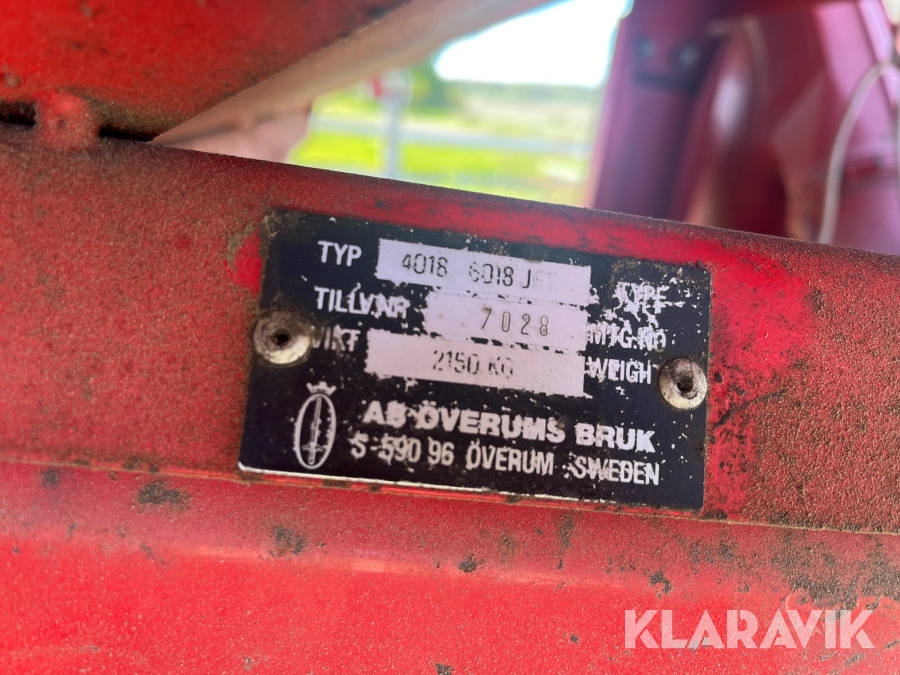 TYP 4018 6018 J TYPE
TILLV.NR 7028 MFG.NO
VIKT 2150 KG WEIGHT
AB ÖVERUMS BRUK
S-590 96 ÖVERUM SWEDEN
KLARAVIK